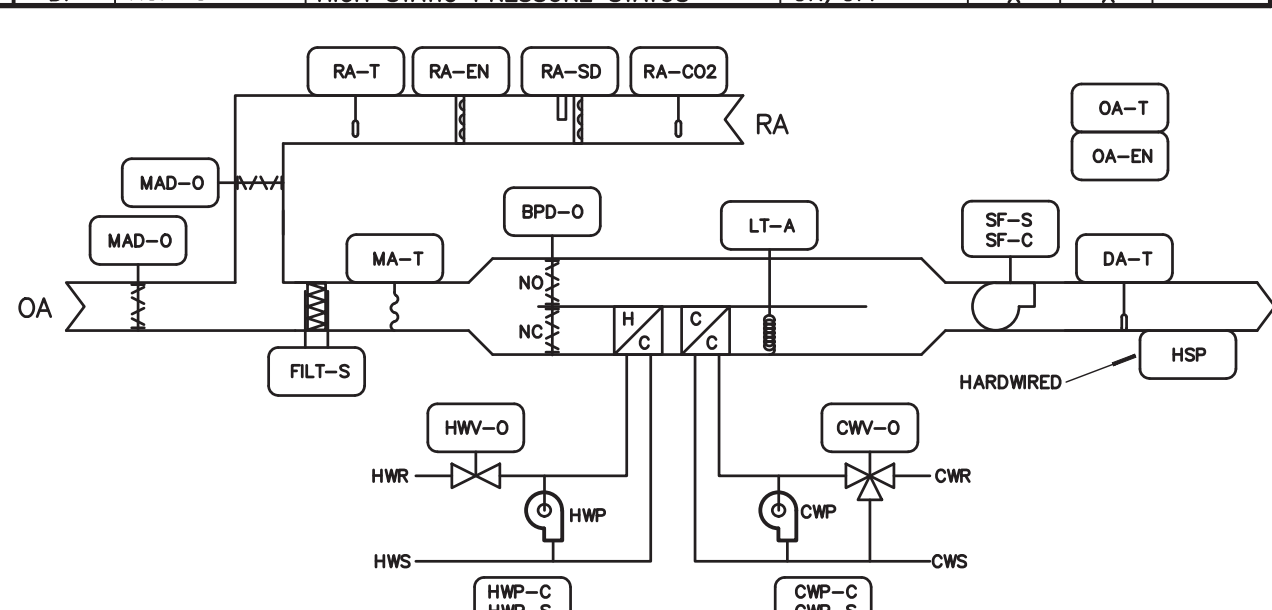 HIGH STATIC PRESSURE STATUS
RA-T
RA-EN
RA-SD
RA-CO2
RA
OA-T
OA-EN
MAD-O
MAD-O
BPD-O
LT-A
SF-S
SF-C
MA-T
DA-T
OA
NO
NC
H
C
C
C
FILT-S
HSP
HARDWIRED
HWV-O
CWV-O
HWR
CWR
HWP
CWP
HWS
CWS
HWP-C
HWP-S
CWP-C
CWP-S